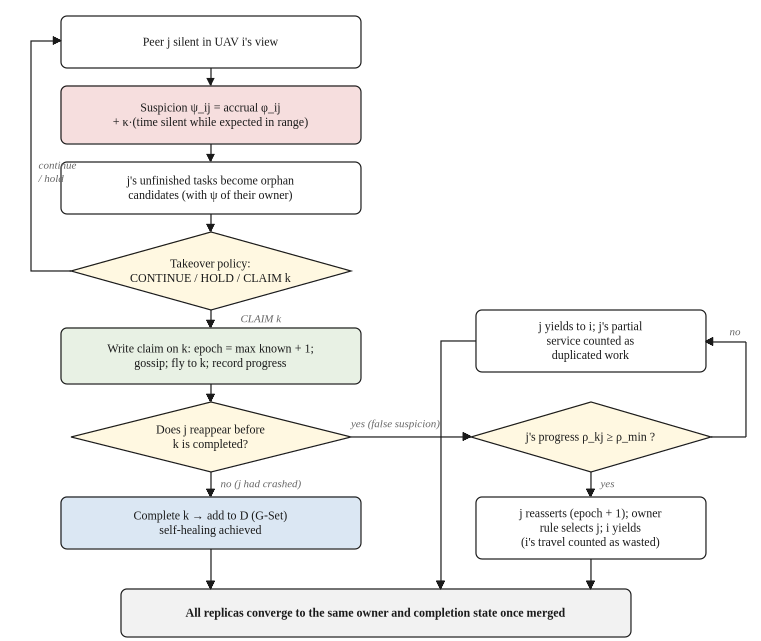 Peer j silent in UAV i's view
Suspicion ψ_ij = accrual φ_ij
+ κ·(time silent while expected in range)
continue
/ hold
j's unfinished tasks become orphan
candidates (with ψ of their owner)
Takeover policy:
CONTINUE / HOLD / CLAIM k
CLAIM k
Write claim on k: epoch = max known + 1;
gossip; fly to k; record progress
j yields to i; j's partial
service counted as
duplicated work
no
Does j reappear before
k is completed?
yes (false suspicion)
j's progress ρ_kj ≥ ρ_min ?
no (j had crashed)
yes
Complete k → add to D (G-Set)
self-healing achieved
j reasserts (epoch + 1); owner
rule selects j; i yields
(i's travel counted as wasted)
All replicas converge to the same owner and completion state once merged